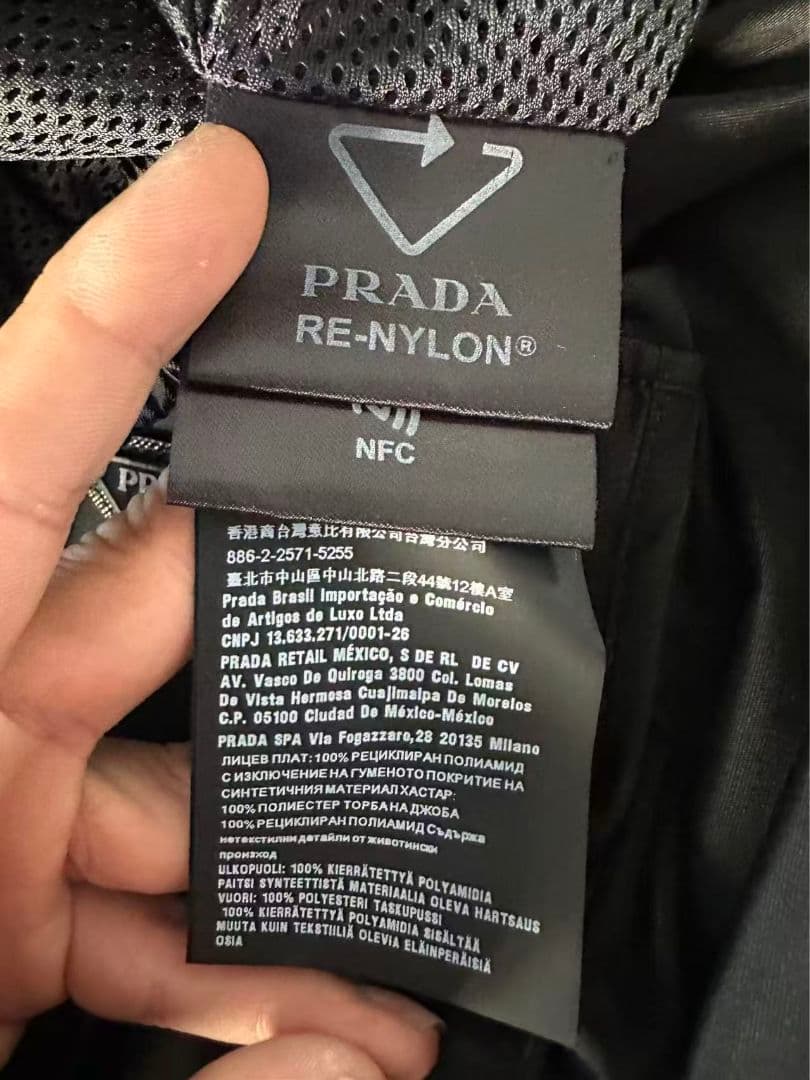 PRADA
RE-NYLON®
NFC
PR
香港商台灣意比有限公司台灣分公司
886-2-2571-5255
臺北市中山區中山北路二段44號12樓A室
Prada Brasil Importação e Comércio
de Artigos de Luxo Ltda
CNPJ 13.633.271/0001-26
PRADA RETAIL MÉXICO, S DE RL DE CV
AV. Vasco De Quiroga 3800 Col. Lomas
De Vista Hermosa Cuajimalpa De Morelos
C.P. 05100 Ciudad De México-México
PRADA SPA Via Fogazzaro,28 20135 Milano
ЛИЦЕВ ПЛАТ:100% РЕЦИКЛИРАН ПОЛИАМИД
С ИЗКЛЮЧЕНИЕ НА ГУМЕНОТО ПОКРИТИЕ НА
СИНТЕТИЧНИЯ МАТЕРИАЛ ХАСТАР:
100% ПОЛИЕСТЕР ТОРБА НА ДЖОБА
100% РЕЦИКЛИРАН ПОЛИАМИД Съдържа
нетекстилни детайли от животински
произход
ULKOPUOLI: 100% KIERRÄTETTYÄ POLYAMIDIA
PAITSI SYNTEETTISTÄ MATERIAALIA OLEVA HARTSAUS
VUORI: 100% POLYESTERI TASKUPUSSI
100% KIERRÄTETTYÄ POLYAMIDIA SISÄLTÄÄ
MUUTA KUIN TEKSTIILIÄ OLEVIA ELÄINPERÄISIÄ
OSIA